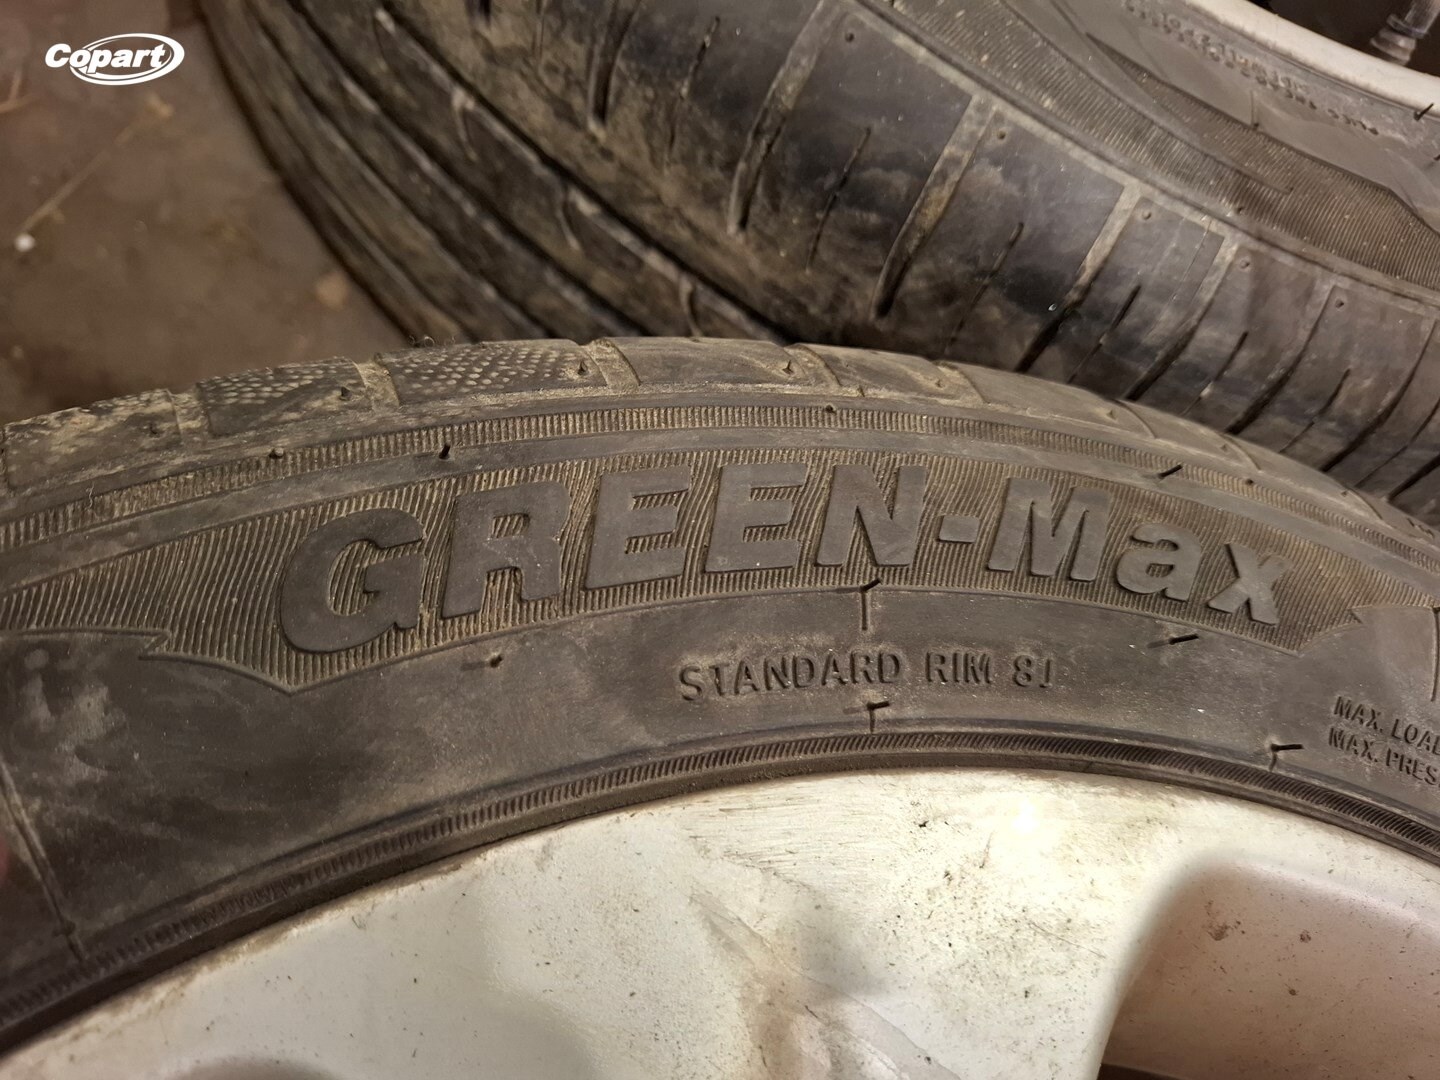 Copart
GREEN-Max
STANDARD RIM 8J
MAX. LOAD
MAX. PRES